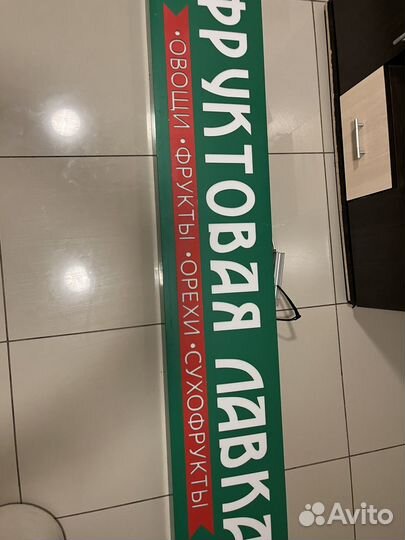 ФРУКТОВАЯ ЛАВКА
•ОВОЩИ •ФРУКТЫ •ОРЕХИ •СУХОФРУКТЫ
Avito